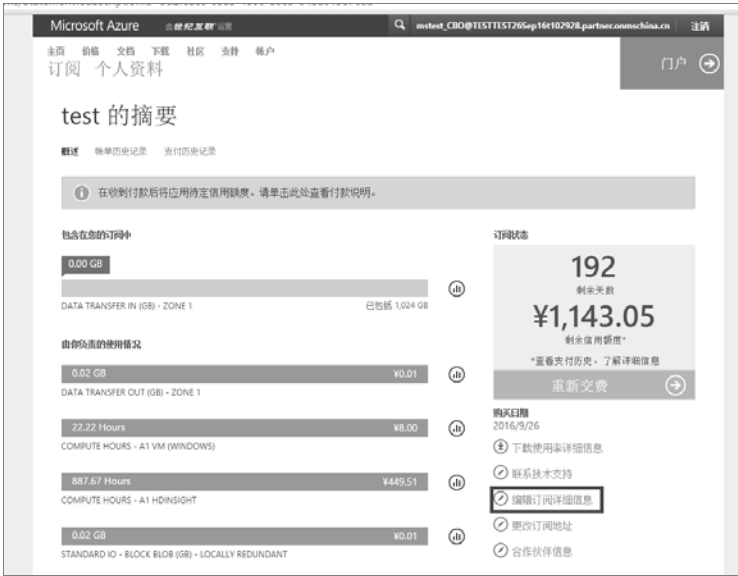 Microsoft Azure 由世纪互联运营
mstest_CBO@TESTTEST26Sep16t102928.partner.onmschina.cn 注销
主页 价格 文档 下载 社区 支持 帐户
订阅 个人资料
门户
test 的摘要
概述 帐单历史记录 支付历史记录
在收到付款后将应用待定信用额度。请单击此处查看付款说明。
包含在您的订阅中
0.00 GB
DATA TRANSFER IN (GB) - ZONE 1 已包括 1,024 GB
由你负责的使用情况
0.02 GB ¥0.01
DATA TRANSFER OUT (GB) - ZONE 1
22.22 Hours ¥8.00
COMPUTE HOURS - A1 VM (WINDOWS)
887.67 Hours ¥449.51
COMPUTE HOURS - A1 HDINSIGHT
0.02 GB ¥0.01
STANDARD IO - BLOCK BLOB (GB) - LOCALLY REDUNDANT
订阅状态
192
剩余天数
¥1,143.05
剩余信用额度*
*查看支付历史。了解详细信息
重新交费
购买日期
2016/9/26
下载使用率详细信息
联系技术支持
编辑订阅详细信息
更改订阅地址
合作伙伴信息